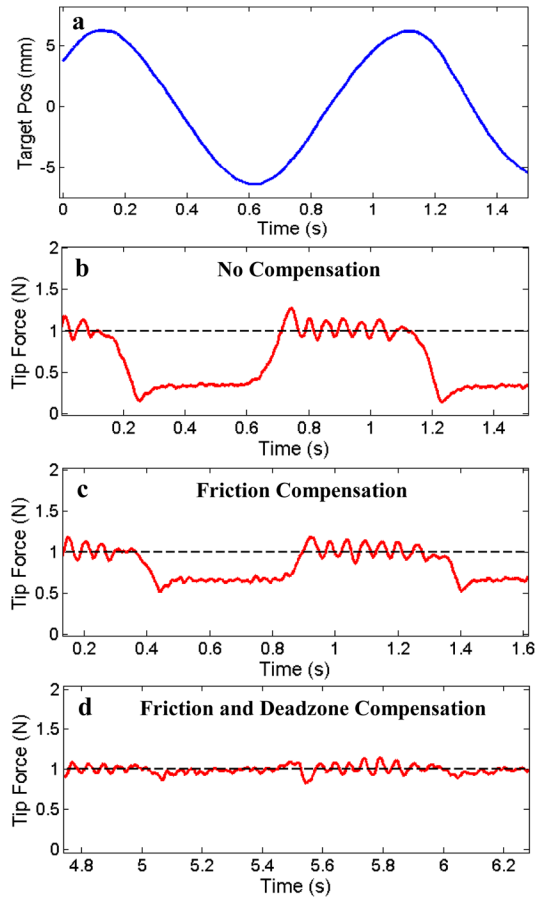 a
Target Pos (mm)
5
0
-5
0 0.2 0.4 0.6 0.8 1 1.2 1.4
Time (s)
b
No Compensation
Tip Force (N)
2
1.5
1
0.5
0
0.2 0.4 0.6 0.8 1 1.2 1.4
Time (s)
c
Friction Compensation
Tip Force (N)
2
1.5
1
0.5
0
0.2 0.4 0.6 0.8 1 1.2 1.4 1.6
Time (s)
d
Friction and Deadzone Compensation
Tip Force (N)
2
1.5
1
0.5
0
4.8 5 5.2 5.4 5.6 5.8 6 6.2
Time (s)